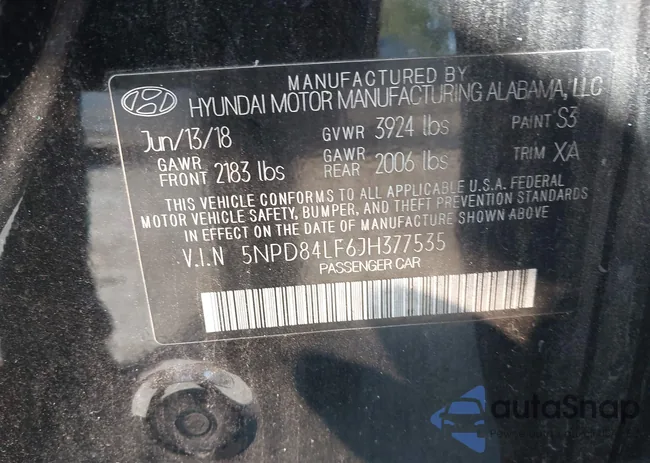 MANUFACTURED BY
HYUNDAI MOTOR MANUFACTURING ALABAMA, LLC
Jun/13/18 GVWR 3924 lbs PAINT S3
GAWR FRONT 2183 lbs GAWR REAR 2006 lbs TRIM XA
THIS VEHICLE CONFORMS TO ALL APPLICABLE U.S.A. FEDERAL
MOTOR VEHICLE SAFETY, BUMPER, AND THEFT PREVENTION STANDARDS
IN EFFECT ON THE DATE OF MANUFACTURE SHOWN ABOVE
V.I.N 5NPD84LF6JH377535
PASSENGER CAR
autaSnap